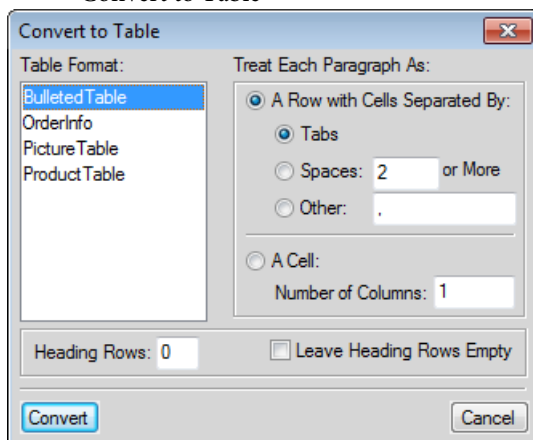 Convert to Table
Convert to Table
Table Format:
Treat Each Paragraph As:
BulletedTable
OrderInfo
PictureTable
ProductTable
A Row with Cells Separated By:
Tabs
Spaces: 2 or More
Other: ,
A Cell:
Number of Columns: 1
Heading Rows: 0
Leave Heading Rows Empty
Convert
Cancel